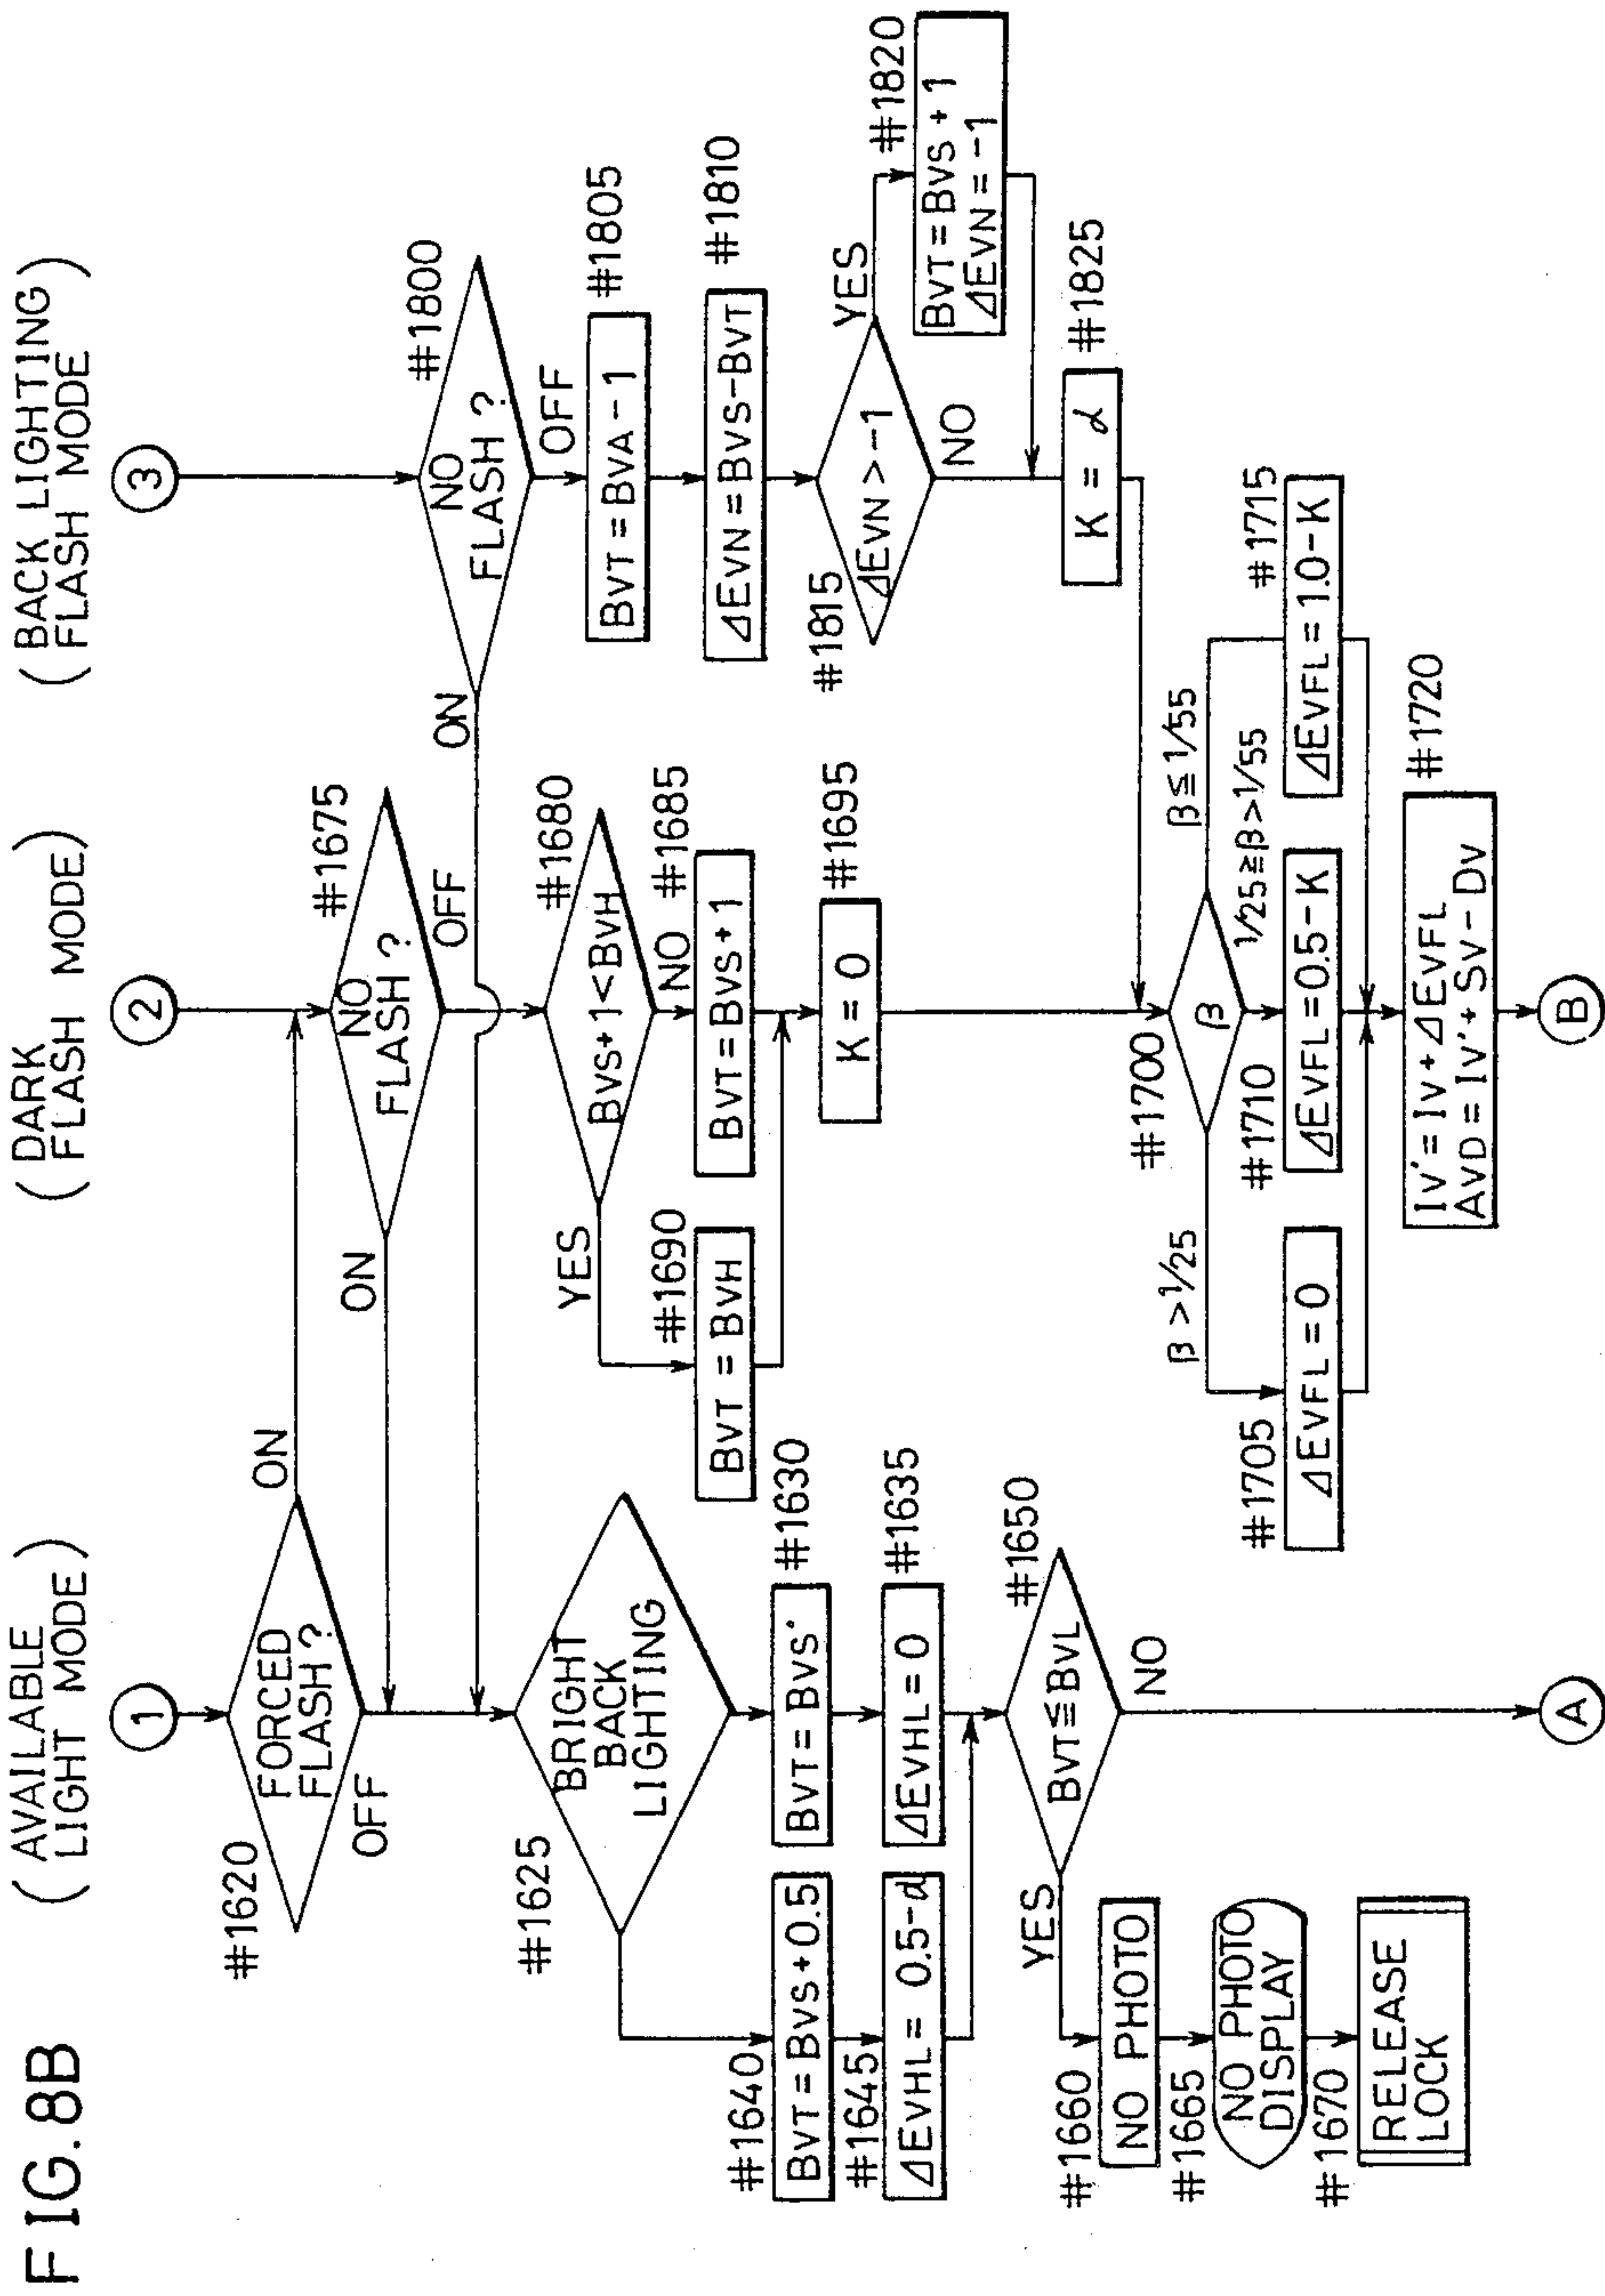 FIG.8B
( AVAILABLE
LIGHT MODE )
( DARK
FLASH MODE )
( BACK LIGHTING
FLASH MODE )
1
2
3
#1620
FORCED
FLASH ?
ON
OFF
#1675
NO
FLASH ?
ON
OFF
#1800
NO
FLASH ?
ON
OFF
#1625
BRIGHT
BACK
LIGHTING
#1680
BVS+1<BVH
YES
NO
#1685
BVT=BVS+1
#1690
BVT = BVH
#1695
K = 0
BVT = BVA - 1
#1805
ΔEVN = BVS-BVT
#1810
#1815
ΔEVN > -1
YES
NO
#1820
BVT = BVS + 1
ΔEVN = -1
K = α
#1825
#1640
BVT = BVS + 0.5
BVT = BVS
#1630
#1645
ΔEVHL = 0.5-α
ΔEVHL = 0
#1635
#1650
BVT≦BVL
YES
NO
#1660
NO PHOTO
#1665
NO PHOTO
DISPLAY
#1670
RELEASE
LOCK
A
#1700
β
β > 1/25
1/25 ≧ β > 1/55
β ≦ 1/55
#1705
ΔEVFL = 0
#1710
ΔEVFL = 0.5 - K
#1715
ΔEVFL = 1.0-K
IV' = IV + ΔEVFL
AVD = IV' + SV - DV
#1720
B